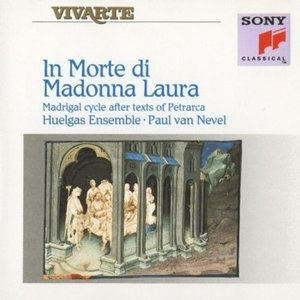 VIVARTE
SONY
CLASSICAL
In Morte di
Madonna Laura
Madrigal cycle after texts of Petrarca
Huelgas Ensemble · Paul van Nevel